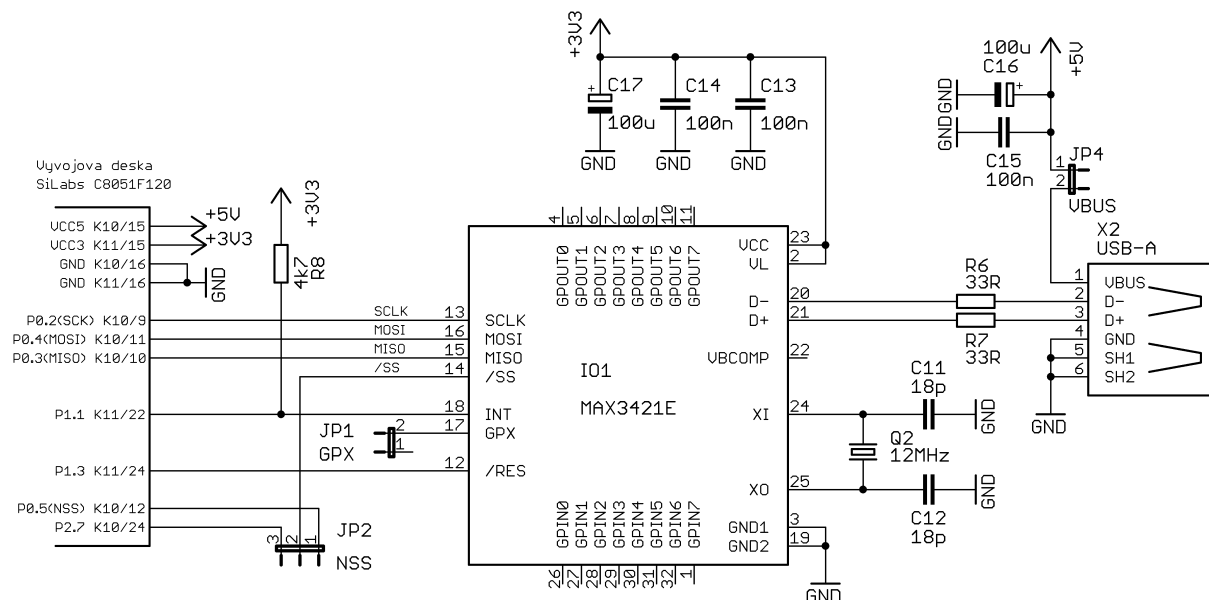 +3V3
C17
100u
GND
C14
100n
GND
C13
100n
GND
100u
C16
GND
+5V
GND
C15
100n
JP4
1
2
VBUS
Vyvojova deska
SiLabs C8051F120
VCC5 K10/15
VCC3 K11/15
GND K10/16
GND K11/16
P0.2(SCK) K10/9
P0.4(MOSI) K10/11
P0.3(MISO) K10/10
P1.1 K11/22
P1.3 K11/24
P0.5(NSS) K10/12
P2.7 K10/24
+5V
+3V3
GND
+3V3
4k7
R8
SCLK
MOSI
MISO
/SS
JP1
GPX
2
1
3
2
1
JP2
NSS
4
5
6
7
8
9
10
11
GPOUT0
GPOUT1
GPOUT2
GPOUT3
GPOUT4
GPOUT5
GPOUT6
GPOUT7
13 SCLK
16 MOSI
15 MISO
14 /SS
18 INT
17 GPX
12 /RES
IO1
MAX3421E
VCC 23
VL 2
D- 20
D+ 21
VBCOMP 22
XI 24
XO 25
GND1 3
GND2 19
GPIN0
GPIN1
GPIN2
GPIN3
GPIN4
GPIN5
GPIN6
GPIN7
26
27
28
29
30
31
32
1
GND
R6
33R
R7
33R
C11
18p
GND
Q2
12MHz
C12
18p
GND
X2
USB-A
1 VBUS
2 D-
3 D+
4 GND
5 SH1
6 SH2
GND